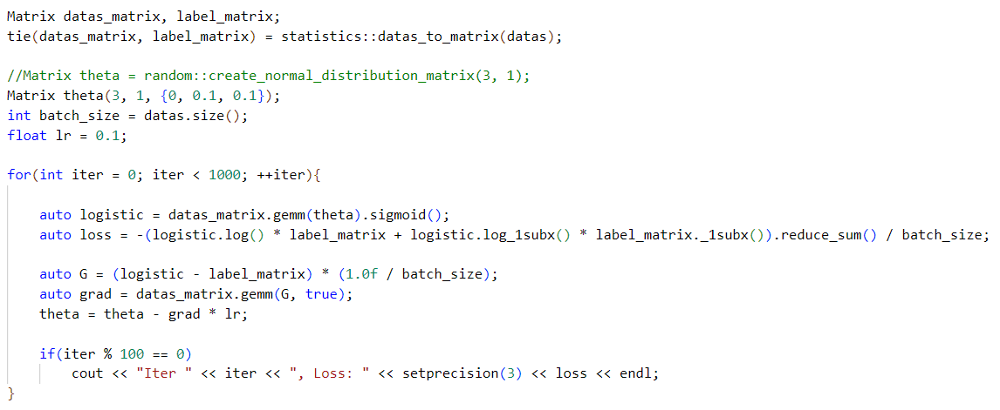 Matrix datas_matrix, label_matrix;
tie(datas_matrix, label_matrix) = statistics::datas_to_matrix(datas);
//Matrix theta = random::create_normal_distribution_matrix(3, 1);
Matrix theta(3, 1, {0, 0.1, 0.1});
int batch_size = datas.size();
float lr = 0.1;
for(int iter = 0; iter < 1000; ++iter){
    auto logistic = datas_matrix.gemm(theta).sigmoid();
    auto loss = -(logistic.log() * label_matrix + logistic.log_1subx() * label_matrix._1subx()).reduce_sum() / batch_size;
    auto G = (logistic - label_matrix) * (1.0f / batch_size);
    auto grad = datas_matrix.gemm(G, true);
    theta = theta - grad * lr;
    if(iter % 100 == 0)
        cout << "Iter " << iter << ", Loss: " << setprecision(3) << loss << endl;
}